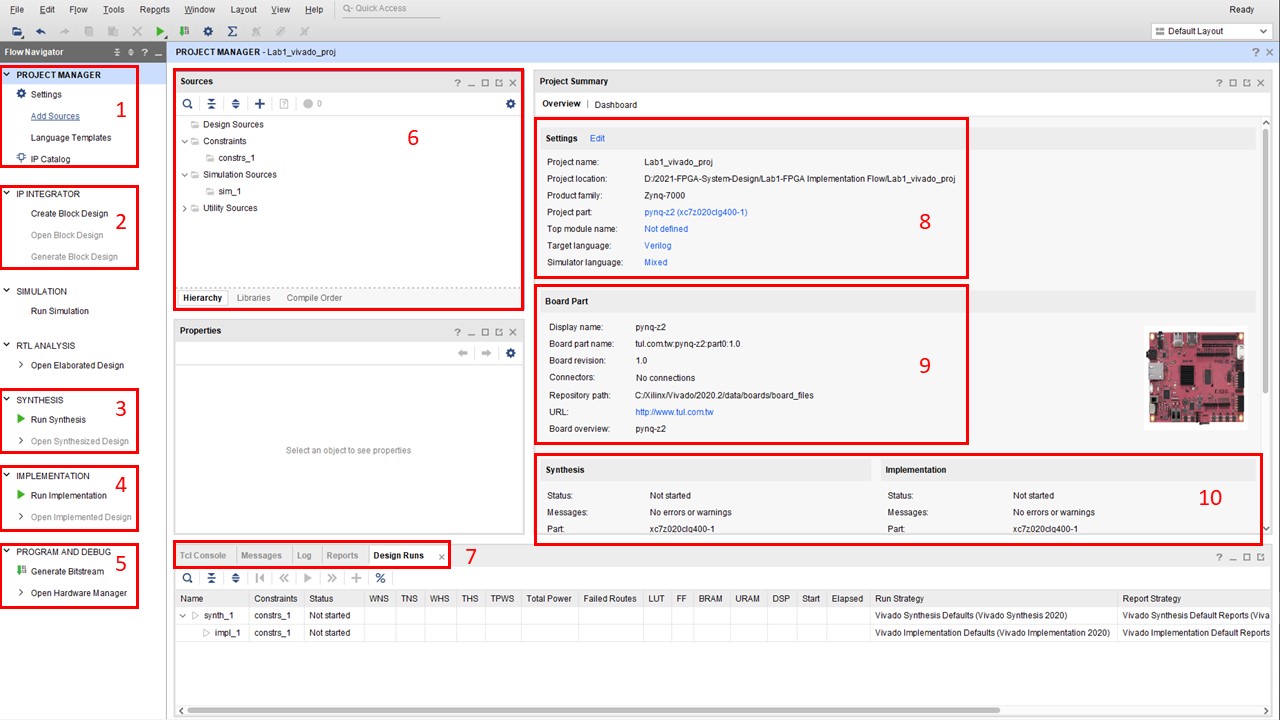 File Edit Flow Tools Reports Window Layout View Help Quick Access Ready
Default Layout
Flow Navigator ? _
PROJECT MANAGER
Settings
Add Sources
Language Templates
IP Catalog
1
IP INTEGRATOR
Create Block Design
Open Block Design
Generate Block Design
2
SIMULATION
Run Simulation
RTL ANALYSIS
Open Elaborated Design
SYNTHESIS
Run Synthesis
Open Synthesized Design
3
IMPLEMENTATION
Run Implementation
Open Implemented Design
4
PROGRAM AND DEBUG
Generate Bitstream
Open Hardware Manager
5
PROJECT MANAGER - Lab1_vivado_proj
Sources
0
Design Sources
Constraints
constrs_1
Simulation Sources
sim_1
Utility Sources
6
Hierarchy Libraries Compile Order
Properties
Select an object to see properties
Project Summary
Overview | Dashboard
Settings Edit
Project name: Lab1_vivado_proj
Project location: D:/2021-FPGA-System-Design/Lab1-FPGA Implementation Flow/Lab1_vivado_proj
Product family: Zynq-7000
Project part: pynq-z2 (xc7z020clg400-1)
Top module name: Not defined
Target language: Verilog
Simulator language: Mixed
8
Board Part
Display name: pynq-z2
Board part name: tul.com.tw:pynq-z2:part0:1.0
Board revision: 1.0
Connectors: No connections
Repository path: C:/Xilinx/Vivado/2020.2/data/boards/board_files
URL: http://www.tul.com.tw
Board overview: pynq-z2
9
Synthesis Implementation
Status: Not started Status: Not started
Messages: No errors or warnings Messages: No errors or warnings
Part: xc7z020clg400-1 Part: xc7z020clg400-1
10
Tcl Console Messages Log Reports Design Runs
7
Name Constraints Status WNS TNS WHS THS TPWS Total Power Failed Routes LUT FF BRAM URAM DSP Start Elapsed Run Strategy Report Strategy
synth_1 constrs_1 Not started Vivado Synthesis Defaults (Vivado Synthesis 2020) Vivado Synthesis Default Reports (Viva
impl_1 constrs_1 Not started Vivado Implementation Defaults (Vivado Implementation 2020) Vivado Implementation Default Reports